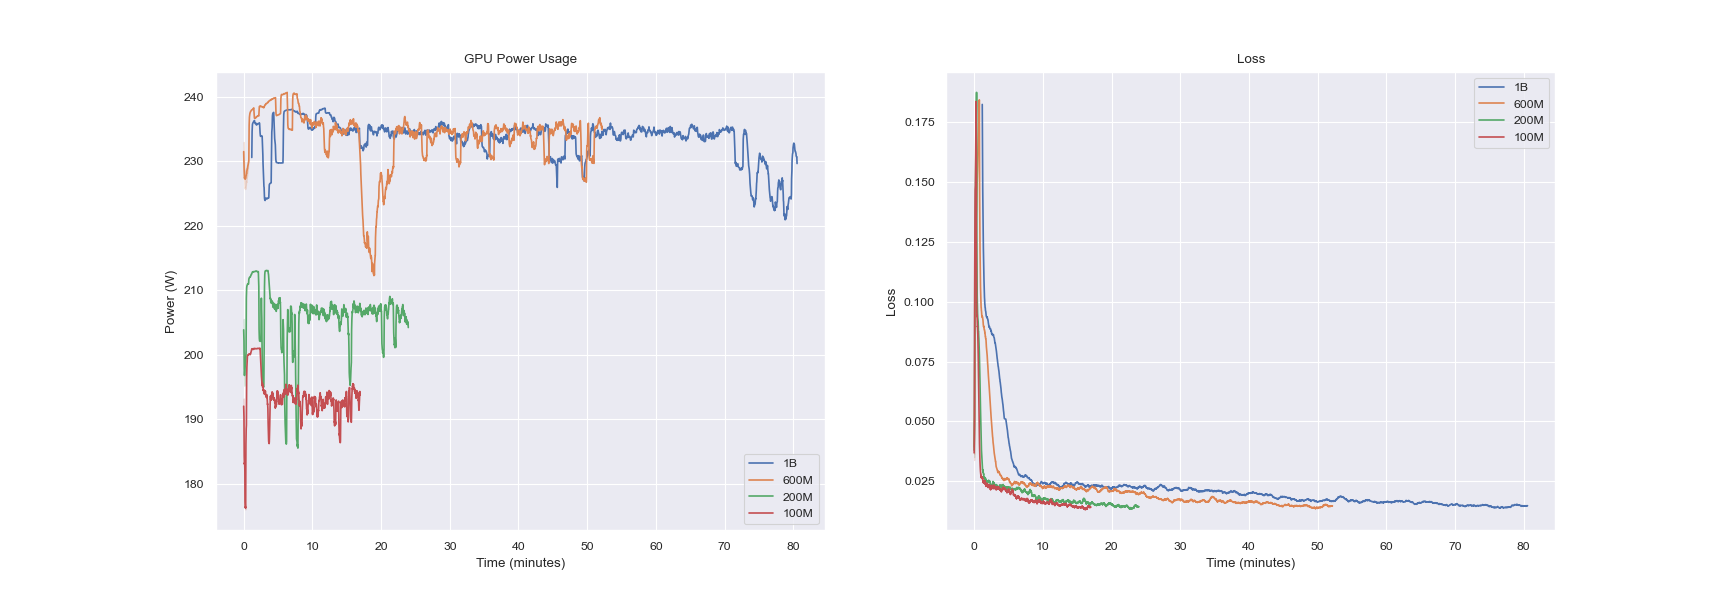 GPU Power Usage
Power (W)
240
230
220
210
200
190
180
0 10 20 30 40 50 60 70 80
Time (minutes)
1B
600M
200M
100M
Loss
Loss
0.175
0.150
0.125
0.100
0.075
0.050
0.025
0 10 20 30 40 50 60 70 80
Time (minutes)
1B
600M
200M
100M